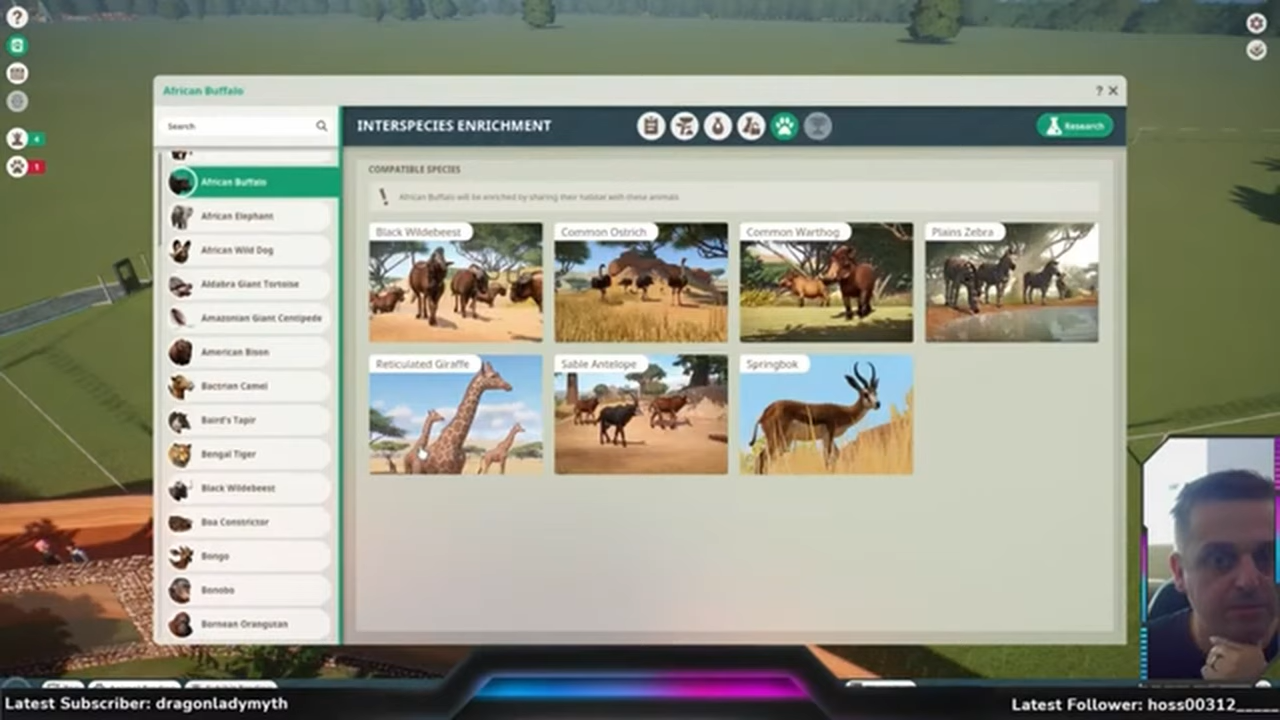 African Buffalo
?
Search
INTERSPECIES ENRICHMENT
Research
African Buffalo
African Elephant
African Wild Dog
Aldabra Giant Tortoise
Amazonian Giant Centipede
American Bison
Bactrian Camel
Baird's Tapir
Bengal Tiger
Black Wildebeest
Boa Constrictor
Bongo
Bonobo
Bornean Orangutan
COMPATIBLE SPECIES
! African Buffalo will be enriched by sharing their habitat with these animals
Black Wildebeest
Common Ostrich
Common Warthog
Plains Zebra
Reticulated Giraffe
Sable Antelope
Springbok
?
4
1
Latest Subscriber: dragonladymyth
Latest Follower: hoss00312_____